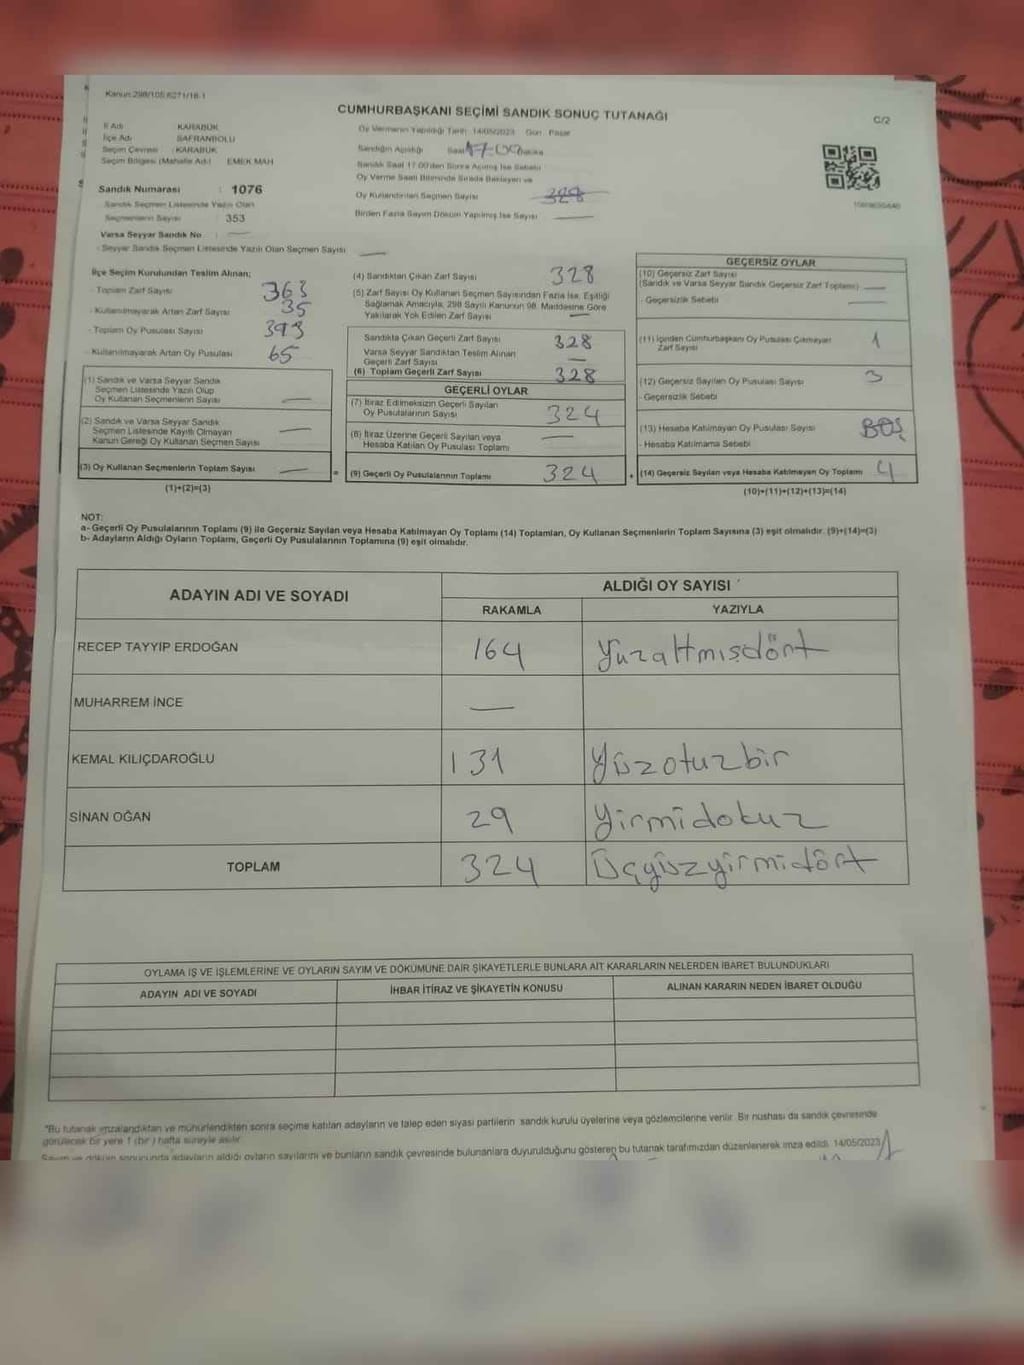 Kanun:298/105.6271/16-1
CUMHURBAŞKANI SEÇİMİ SANDIK SONUÇ TUTANAĞI
C/2
İl Adı : KARABÜK
İlçe Adı : SAFRANBOLU
Seçim Çevresi : KARABÜK
Seçim Bölgesi (Mahalle Adı) : EMEK MAH
Sandık Numarası : 1076
Sandık Seçmen Listesinde Yazılı Olan
Seçmenlerin Sayısı : 353
Varsa Seyyar Sandık No : —
- Seyyar Sandık Seçmen Listesinde Yazılı Olan Seçmen Sayısı —
Oy Vermenin Yapıldığı Tarih 14/05/2023 Gün Pazar
Sandığın Açıldığı Saat 17:00 Dakika
Sandık Saat 17:00'den Sonra Açılmış İse Sebebi
Oy Verme Saati Bitiminde Sırada Bekleyen ve
Oy Kullandırılan Seçmen Sayısı 328
Birden Fazla Sayım Döküm Yapılmış İse Sayısı —
İlçe Seçim Kurulundan Teslim Alınan;
- Toplam Zarf Sayısı 363
- Kullanılmayarak Artan Zarf Sayısı 35
- Toplam Oy Pusulası Sayısı 393
- Kullanılmayarak Artan Oy Pusulası 65
(1) Sandık ve Varsa Seyyar Sandık
Seçmen Listesinde Yazılı Olup
Oy Kullanan Seçmenlerin Sayısı —
(2) Sandık ve Varsa Seyyar Sandık
Seçmen Listesinde Kayıtlı Olmayan
Kanun Gereği Oy Kullanan Seçmen Sayısı —
(3) Oy Kullanan Seçmenlerin Toplam Sayısı —
(1)+(2)=(3)
=
(4) Sandıktan Çıkan Zarf Sayısı 328
(5) Zarf Sayısı Oy Kullanan Seçmen Sayısından Fazla İse, Eşitliği
Sağlamak Amacıyla, 298 Sayılı Kanunun 98. Maddesine Göre
Yakılarak Yok Edilen Zarf Sayısı —
Sandıkta Çıkan Geçerli Zarf Sayısı 328
Varsa Seyyar Sandıktan Teslim Alınan
Geçerli Zarf Sayısı —
(6) Toplam Geçerli Zarf Sayısı 328
GEÇERLİ OYLAR
(7) İtiraz Edilmeksizin Geçerli Sayılan
Oy Pusulalarının Sayısı 324
(8) İtiraz Üzerine Geçerli Sayılan veya
Hesaba Katılan Oy Pusulası Toplamı —
(9) Geçerli Oy Pusulalarının Toplamı 324
+
GEÇERSİZ OYLAR
(10) Geçersiz Zarf Sayısı
(Sandık ve Varsa Seyyar Sandık Geçersiz Zarf Toplamı) —
- Geçersizlik Sebebi —
(11) İçinden Cumhurbaşkanı Oy Pusulası Çıkmayan
Zarf Sayısı 1
(12) Geçersiz Sayılan Oy Pusulası Sayısı 3
- Geçersizlik Sebebi
(13) Hesaba Katılmayan Oy Pusulası Sayısı BOŞ
- Hesaba Katılmama Sebebi
(14) Geçersiz Sayılan veya Hesaba Katılmayan Oy Toplamı 4
(10)+(11)+(12)+(13)=(14)
NOT:
a- Geçerli Oy Pusulalarının Toplamı (9) ile Geçersiz Sayılan veya Hesaba Katılmayan Oy Toplamı (14) Toplamları, Oy Kullanan Seçmenlerin Toplam Sayısına (3) eşit olmalıdır. (9)+(14)=(3)
b- Adayların Aldığı Oyların Toplamı, Geçerli Oy Pusulalarının Toplamına (9) eşit olmalıdır.
ADAYIN ADI VE SOYADI
ALDIĞI OY SAYISI
RAKAMLA YAZIYLA
RECEP TAYYİP ERDOĞAN 164 Yüzaltmışdört
MUHARREM İNCE —
KEMAL KILIÇDAROĞLU 131 Yüzotuzbir
SİNAN OĞAN 29 Yirmidokuz
TOPLAM 324 Üçyüzyirmidört
OYLAMA İŞ VE İŞLEMLERİNE VE OYLARIN SAYIM VE DÖKÜMÜNE DAİR ŞİKAYETLERLE BUNLARA AİT KARARLARIN NELERDEN İBARET BULUNDUKLARI
ADAYIN ADI VE SOYADI İHBAR İTİRAZ VE ŞİKAYETİN KONUSU ALINAN KARARIN NEDEN İBARET OLDUĞU
*Bu tutanak imzalandıktan ve mühürlendikten sonra seçime katılan adayların ve talep eden siyasi partilerin sandık kurulu üyelerine veya gözlemcilerine verilir. Bir nüshası da sandık çevresinde
görülecek bir yere 1 (bir) hafta süreyle asılır.
Sayım ve döküm sonucunda adayların aldığı oyların sayılarını ve bunların sandık çevresinde bulunanlara duyurulduğunu gösteren bu tutanak tarafımızdan düzenlenerek imza edildi. 14/05/2023